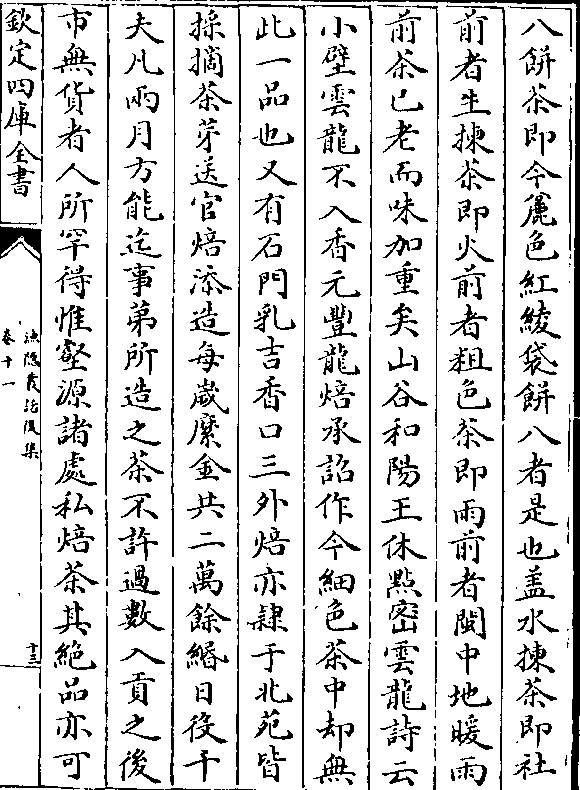 八餅茶即今麄色紅綾袋餅八者是也盖水揀茶即社
前者生揀茶即火前者粗色茶即雨前者閩中地暖雨
前茶已老而味加重矣山谷和陽王休㸃密雲龍詩云
小璧雲龍不入香元豐龍焙承詔作今細色茶中却無
此一品也又有石門乳吉香口三外焙亦隷于北苑皆
採摘茶芽送官焙添造每嵗縻金共二萬餘緡日役千
夫凡兩月方能迄事第所造之茶不許過數入貢之後
市無貨者人所罕得惟壑源諸處私焙茶其絶品亦可
欽定四庫全書
漁隱叢話後集
卷十一
十三